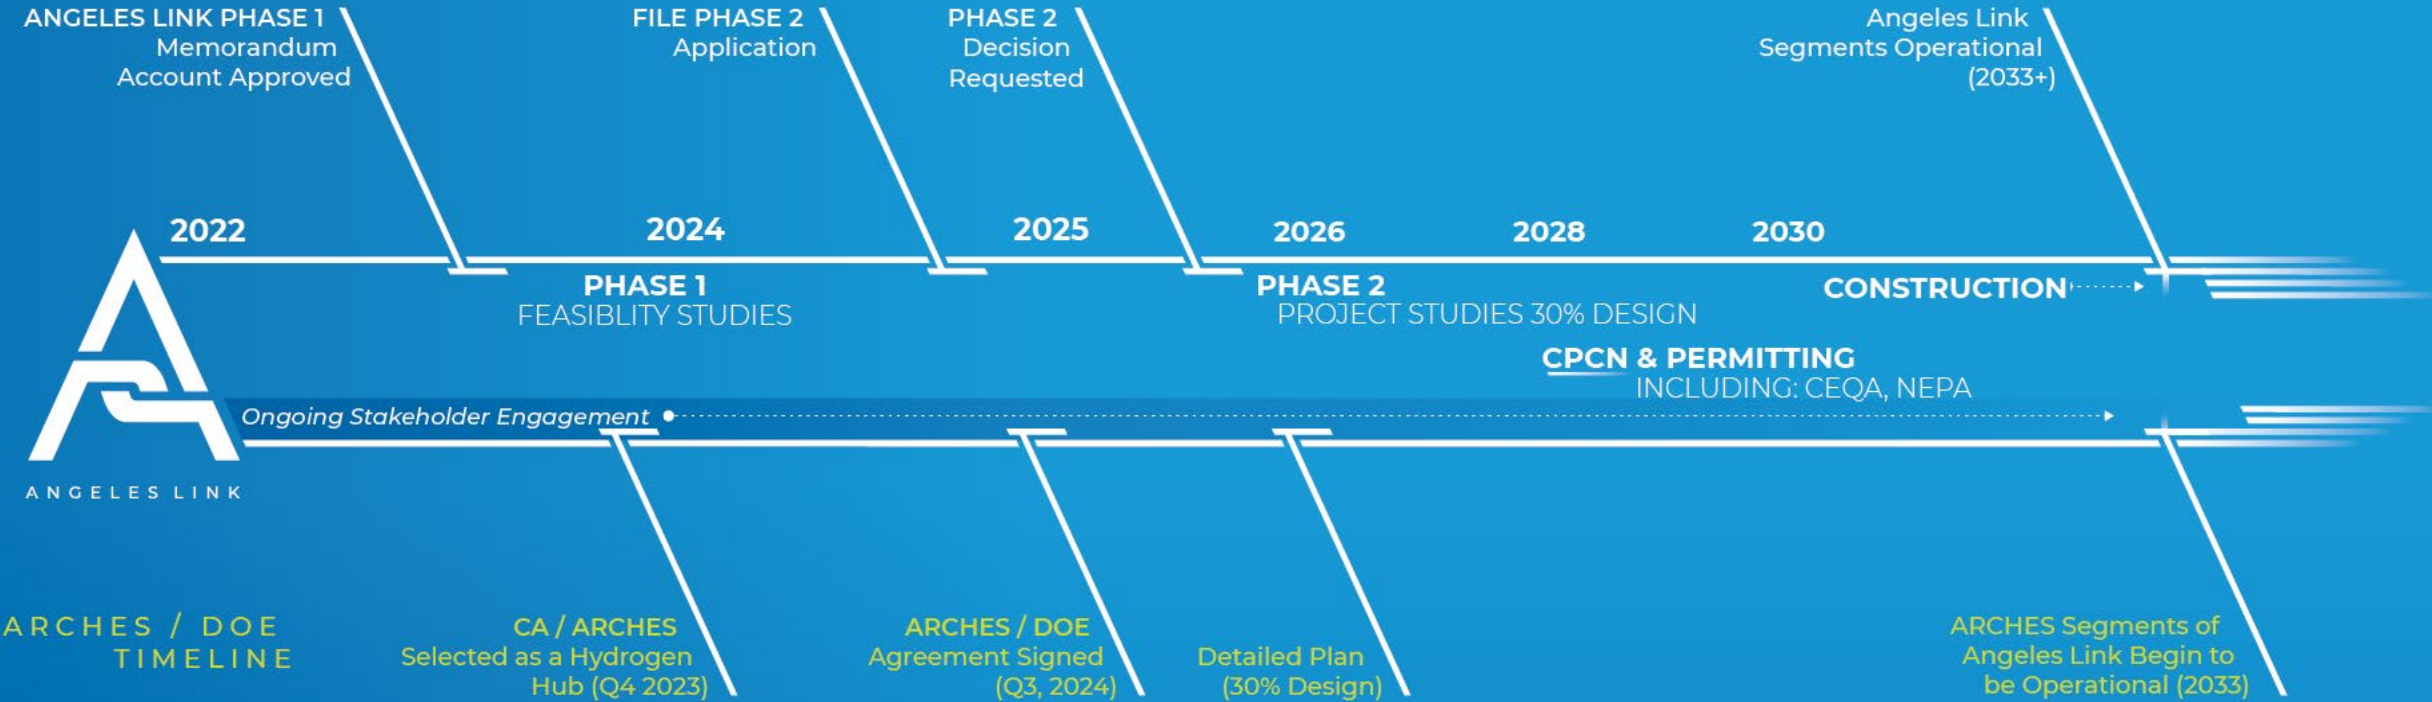 ANGELES LINK PHASE 1
Memorandum
Account Approved
FILE PHASE 2
Application
PHASE 2
Decision
Requested
Angeles Link
Segments Operational
(2033+)
2022
2024
2025
2026
2028
2030
PHASE 1
FEASIBLITY STUDIES
PHASE 2
PROJECT STUDIES 30% DESIGN
CONSTRUCTION
CPCN & PERMITTING
INCLUDING: CEQA, NEPA
Ongoing Stakeholder Engagement
ANGELES LINK
ARCHES / DOE
TIMELINE
CA / ARCHES
Selected as a Hydrogen
Hub (Q4 2023)
ARCHES / DOE
Agreement Signed
(Q3, 2024)
Detailed Plan
(30% Design)
ARCHES Segments of
Angeles Link Begin to
be Operational (2033)